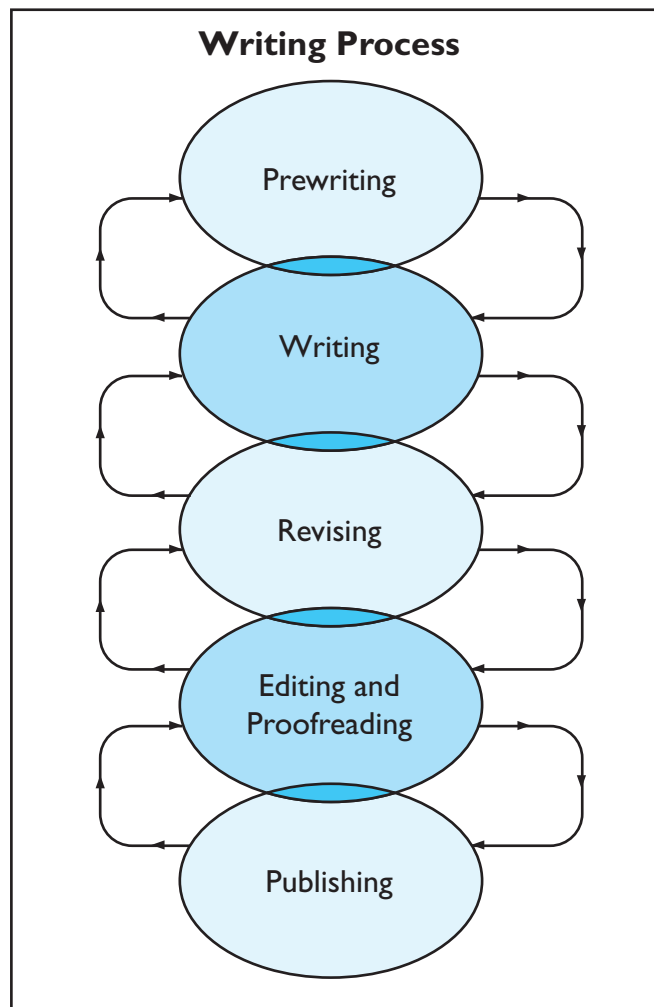 Writing Process
Prewriting
Writing
Revising
Editing and
Proofreading
Publishing